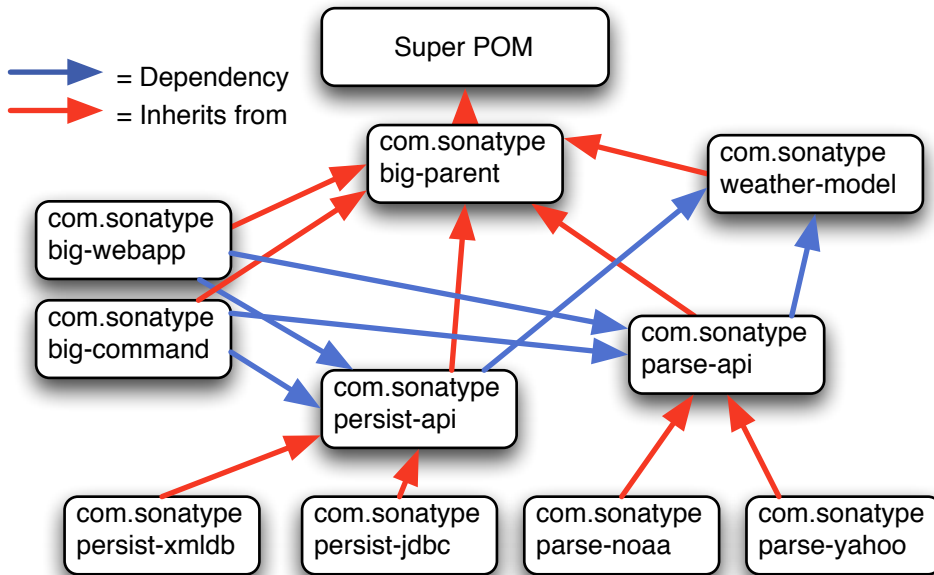 Super POM
= Dependency
= Inherits from
com.sonatype
big-parent
com.sonatype
weather-model
com.sonatype
big-webapp
com.sonatype
big-command
com.sonatype
parse-api
com.sonatype
persist-api
com.sonatype
persist-xmldb
com.sonatype
persist-jdbc
com.sonatype
parse-noaa
com.sonatype
parse-yahoo